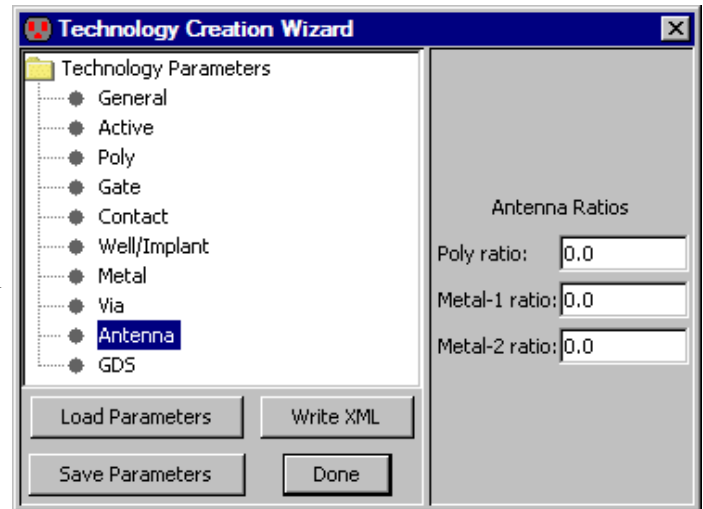 Technology Creation Wizard
Technology Parameters
General
Active
Poly
Gate
Contact
Well/Implant
Metal
Via
Antenna
GDS
Load Parameters
Write XML
Save Parameters
Done
Antenna Ratios
Poly ratio: 0.0
Metal-1 ratio: 0.0
Metal-2 ratio: 0.0